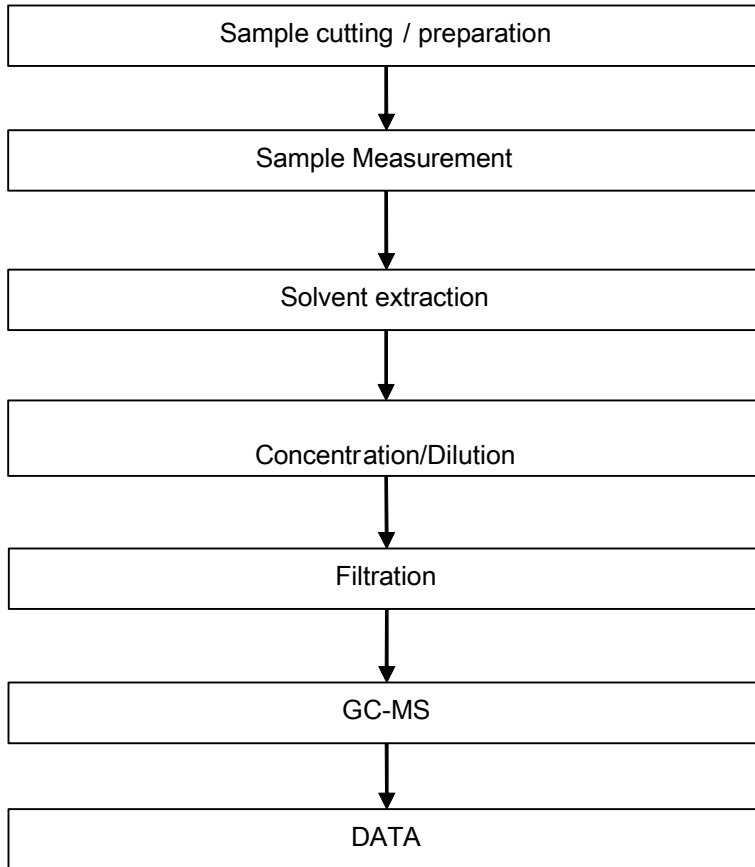 Sample cutting / preparation
Sample Measurement
Solvent extraction
Concentration/Dilution
Filtration
GC-MS
DATA